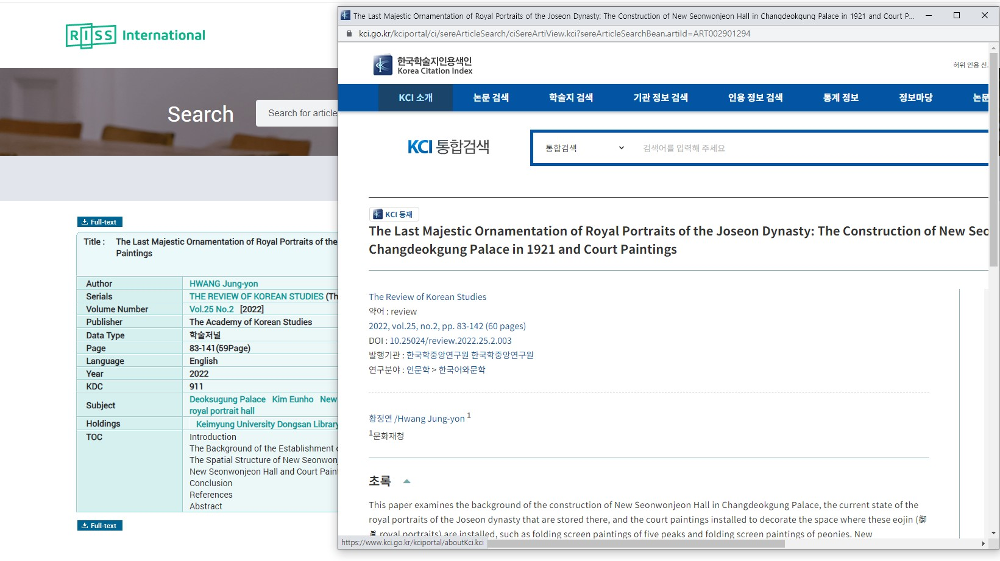 RISS International
Search
Search for article
Full-text
Title : The Last Majestic Ornamentation of Royal Portraits of the
Paintings
Author HWANG Jung-yon
Serials THE REVIEW OF KOREAN STUDIES (Th
Volume Number Vol.25 No.2 [2022]
Publisher The Academy of Korean Studies
Data Type 학술저널
Page 83-141(59Page)
Language English
Year 2022
KDC 911
Subject Deoksugung Palace Kim Eunho New
royal portrait hall
Holdings Keimyung University Dongsan Library
TOC Introduction
The Background of the Establishment
The Spatial Structure of New Seonwon
New Seonwonjeon Hall and Court Paint
Conclusion
References
Abstract
Full-text
The Last Majestic Ornamentation of Royal Portraits of the Joseon Dynasty: The Construction of New Seonwonjeon Hall in Changdeokgung Palace in 1921 and Court P...
kci.go.kr/kciportal/ci/sereArticleSearch/ciSereArtiView.kci?sereArticleSearchBean.artiId=ART002901294
한국학술지인용색인
Korea Citation Index
허위 인용 신
KCI 소개 논문 검색 학술지 검색 기관 정보 검색 인용 정보 검색 통계 정보 정보마당 논문
KCI 통합검색
통합검색 검색어를 입력해 주세요
KCI 등재
The Last Majestic Ornamentation of Royal Portraits of the Joseon Dynasty: The Construction of New Seo
Changdeokgung Palace in 1921 and Court Paintings
The Review of Korean Studies
약어 : review
2022, vol.25, no.2, pp. 83-142 (60 pages)
DOI : 10.25024/review.2022.25.2.003
발행기관 : 한국학중앙연구원 한국학중앙연구원
연구분야 : 인문학 > 한국어와문학
황정연 /Hwang Jung-yon 1
1문화재청
초록
This paper examines the background of the construction of New Seonwonjeon Hall in Changdeokgung Palace, the current state of the
royal portraits of the Joseon dynasty that are stored there, and the court paintings installed to decorate the space where these eojin (御
眞 royal portraits) are installed, such as folding screen paintings of five peaks and folding screen paintings of peonies. New
https://www.kci.go.kr/kciportal/aboutKci.kci